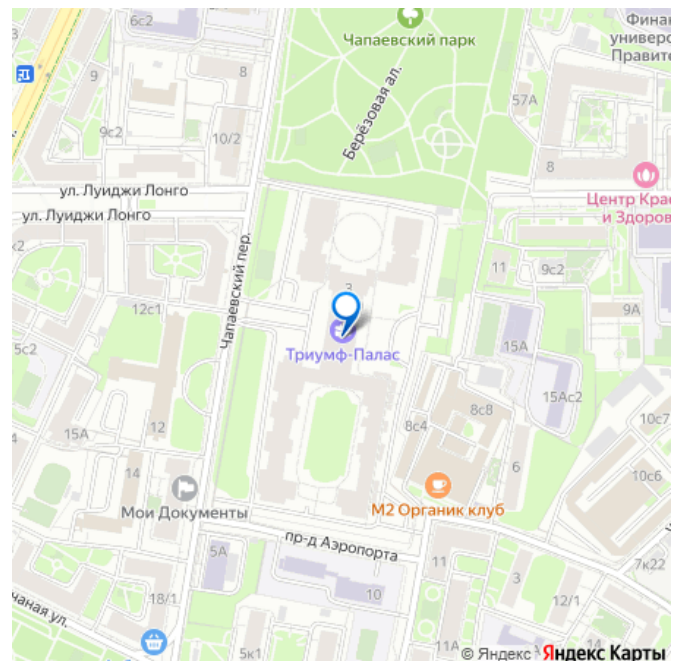 6с2
Чапаевский парк
Финан
универс
Правите
9
8
Берёзовая ал.
57А
9с2
10/2
8
ул. Луиджи Лонго
ул. Луиджи Лонго
Центр Крас
и Здоров
к2
Чапаевский пер.
11
9с2
3
12с1
9А
5с2
Триумф-Палас
15А
15Ас2
8с8
10с7
8с4
15А
12
6
10с6
14
Мои Документы
М2 Органик клуб
пр-д Аэропорта
5А
11
3
7к22
10
18/1
12/1
чаная ул.
5к1
11А
14
© Яндекс Яндекс Карты